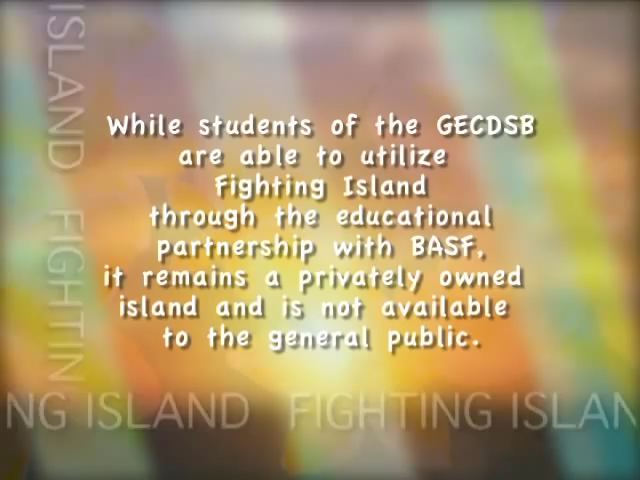 While students of the GECDSB
are able to utilize
Fighting Island
through the educational
partnership with BASF,
it remains a privately owned
island and is not available
to the general public.
ISLAND FIGHTIN
NG ISLAND FIGHTING ISLAN